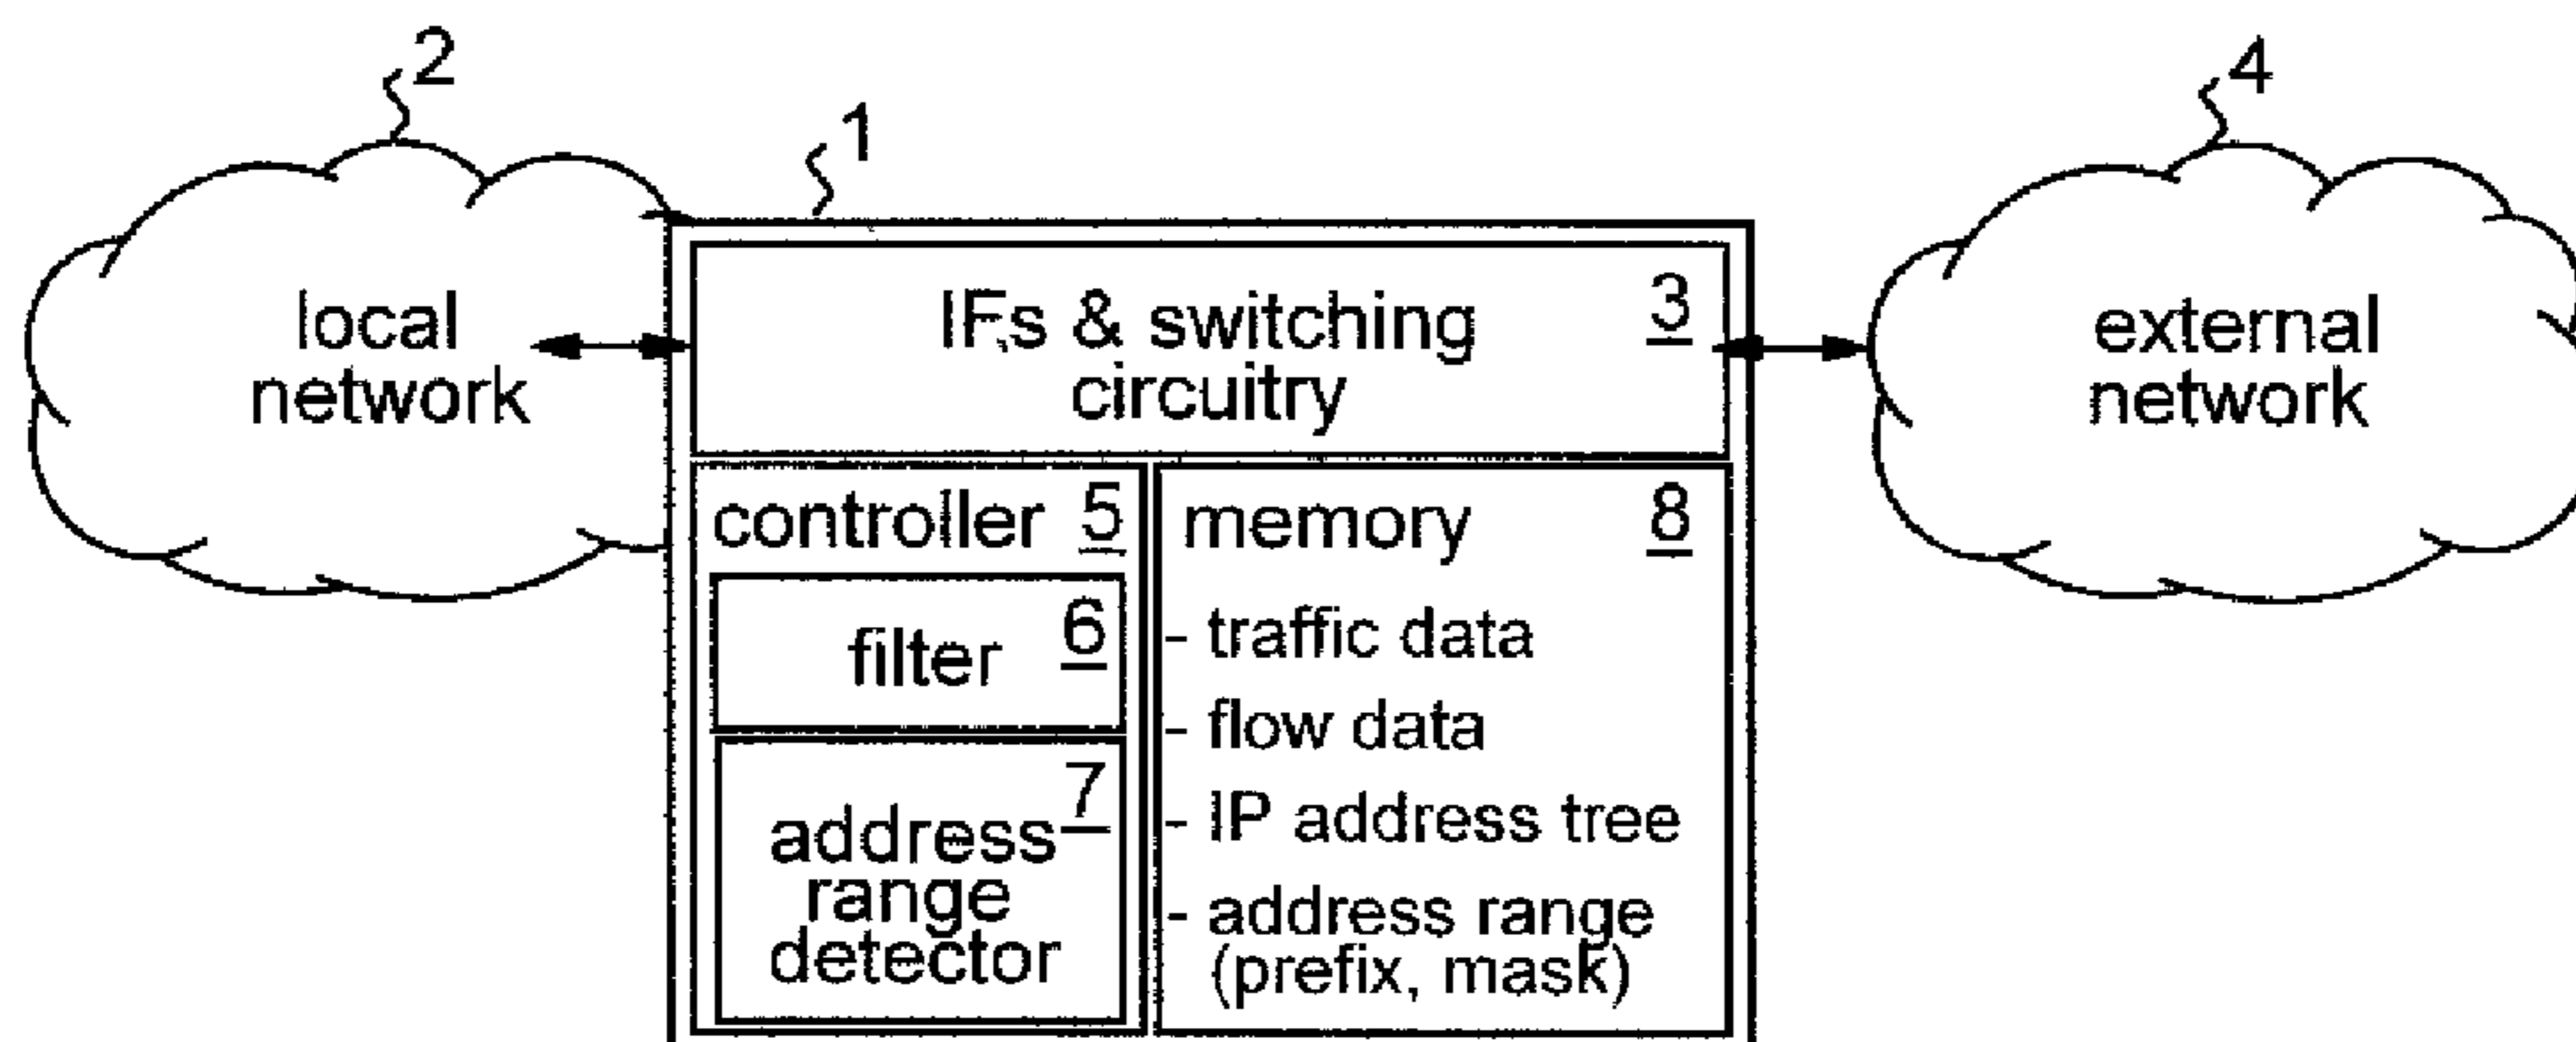 2
4
1
local
network
IFs & switching 3
circuitry
external
network
controller 5
filter 6
address 7
range
detector
memory 8
- traffic data
- flow data
- IP address tree
- address range
(prefix, mask)